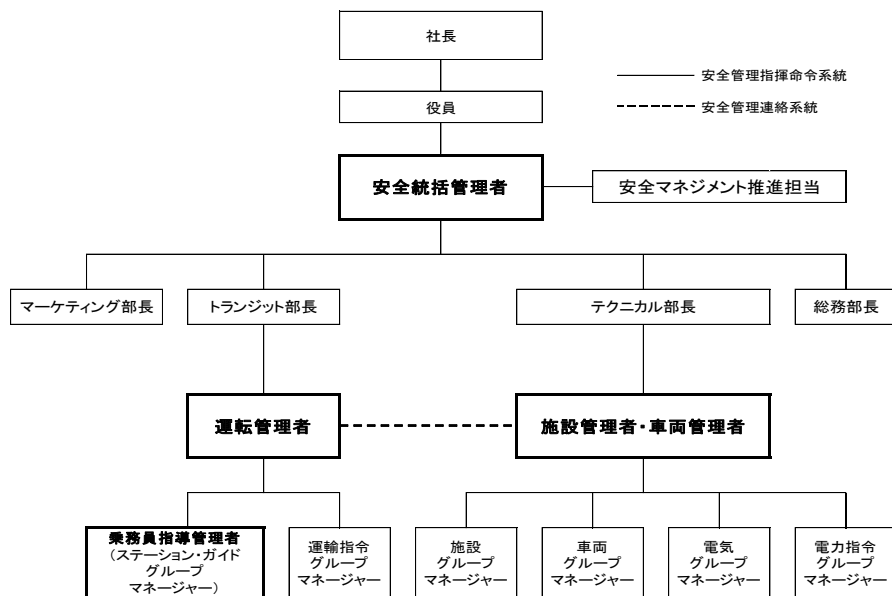 社長
安全管理指揮命令系統
役員
安全管理連絡系統
安全統括管理者
安全マネジメント推進担当
マーケティング部長
トランジット部長
テクニカル部長
総務部長
運転管理者
施設管理者・車両管理者
乗務員指導管理者
(ステーション・ガイド
グループ
マネージャー)
運輸指令
グループ
マネージャー
施設
グループ
マネージャー
車両
グループ
マネージャー
電気
グループ
マネージャー
電力指令
グループ
マネージャー